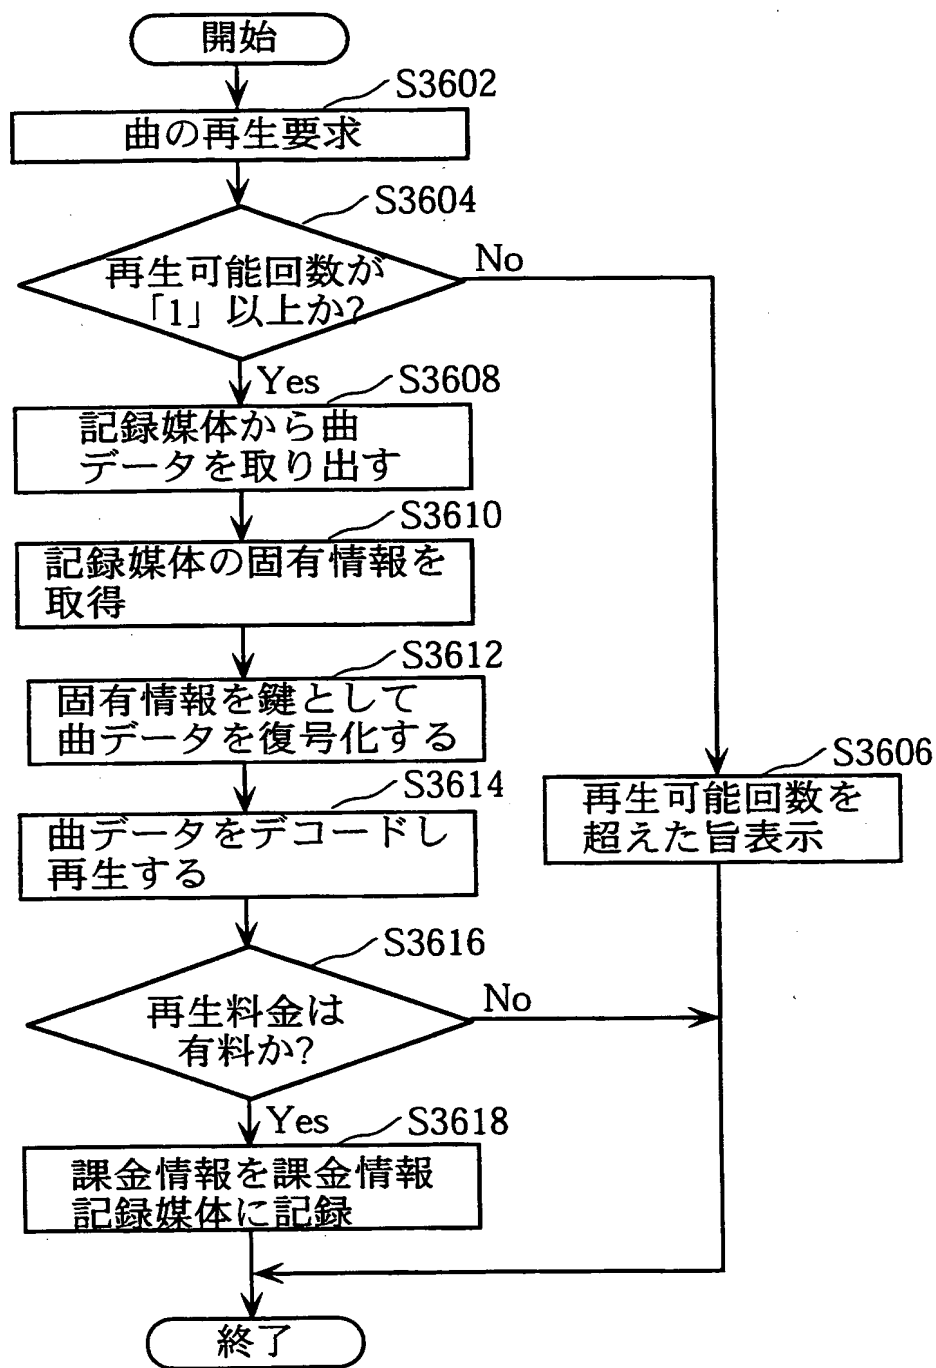 開始
S3602
曲の再生要求
S3604
再生可能回数が
「1」以上か?
No
Yes
S3608
記録媒体から曲
データを取り出す
S3610
記録媒体の固有情報を
取得
S3612
固有情報を鍵として
曲データを復号化する
S3606
再生可能回数を
超えた旨表示
S3614
曲データをデコードし
再生する
S3616
再生料金は
有料か?
No
Yes
S3618
課金情報を課金情報
記録媒体に記録
終了